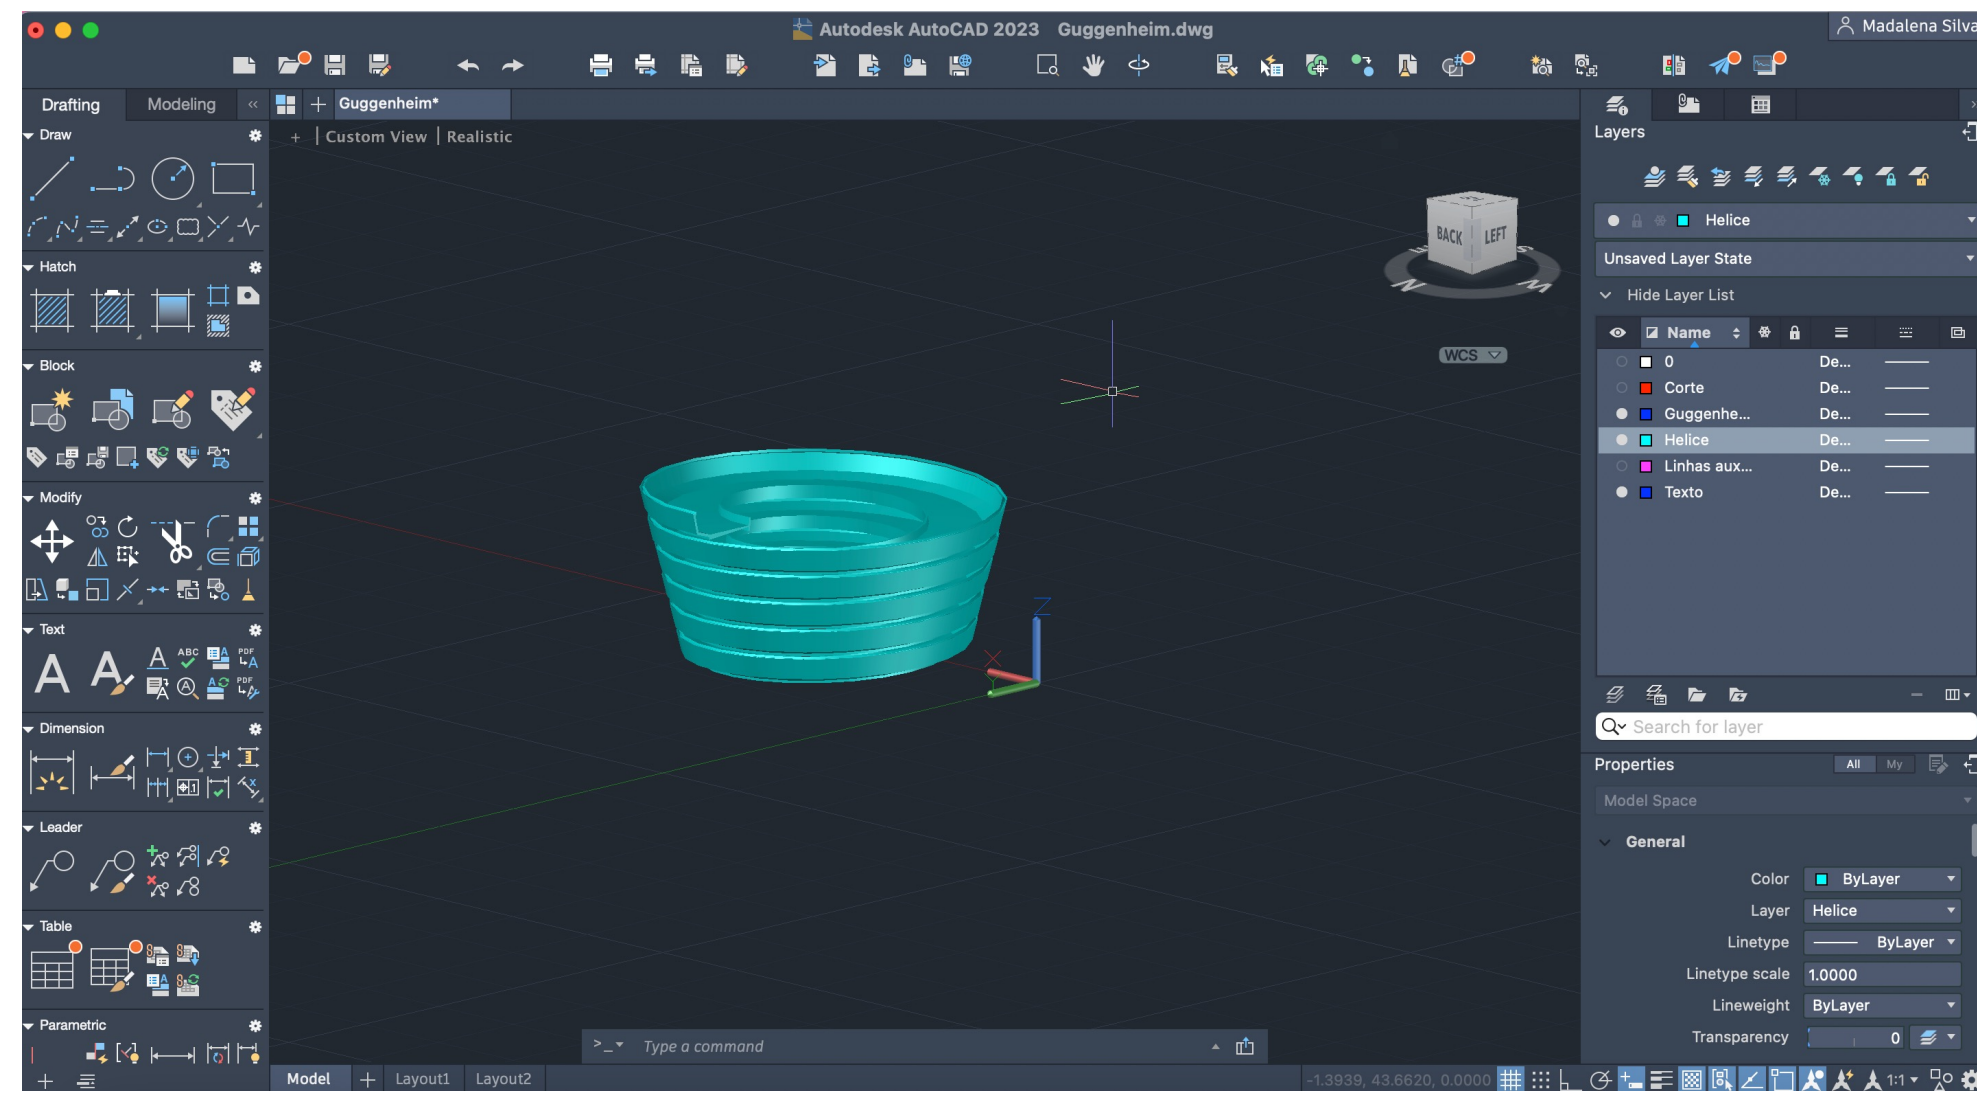 Autodesk AutoCAD 2023 Guggenheim.dwg
Madalena Silva
Drafting Modeling
Guggenheim*
Draw
+ | Custom View | Realistic
Hatch
Block
Modify
Text
A A A ABC A PDF A
A A PDF
Dimension
Leader
Table
Parametric
BACK LEFT
N
WCS
Z
X
Y
>_ Type a command
Model + Layout1 Layout2
-1.3939, 43.6620, 0.0000
1:1
Layers
Helice
Unsaved Layer State
Hide Layer List
Name
0 De...
Corte De...
Guggenhe... De...
Helice De...
Linhas aux... De...
Texto De...
Search for layer
Properties
All My
Model Space
General
Color ByLayer
Layer Helice
Linetype ByLayer
Linetype scale 1.0000
Lineweight ByLayer
Transparency 0